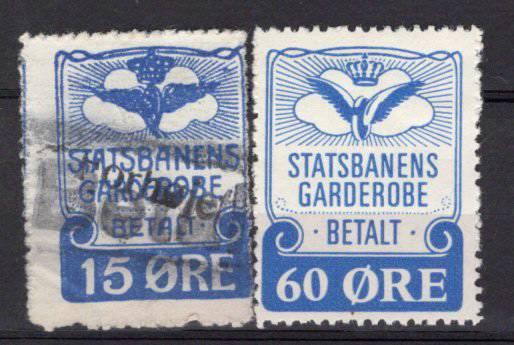 STATSBANENS
GARDEROBE
· BETALT ·
15 ØRE
STATSBANENS
GARDEROBE
· BETALT ·
60 ØRE